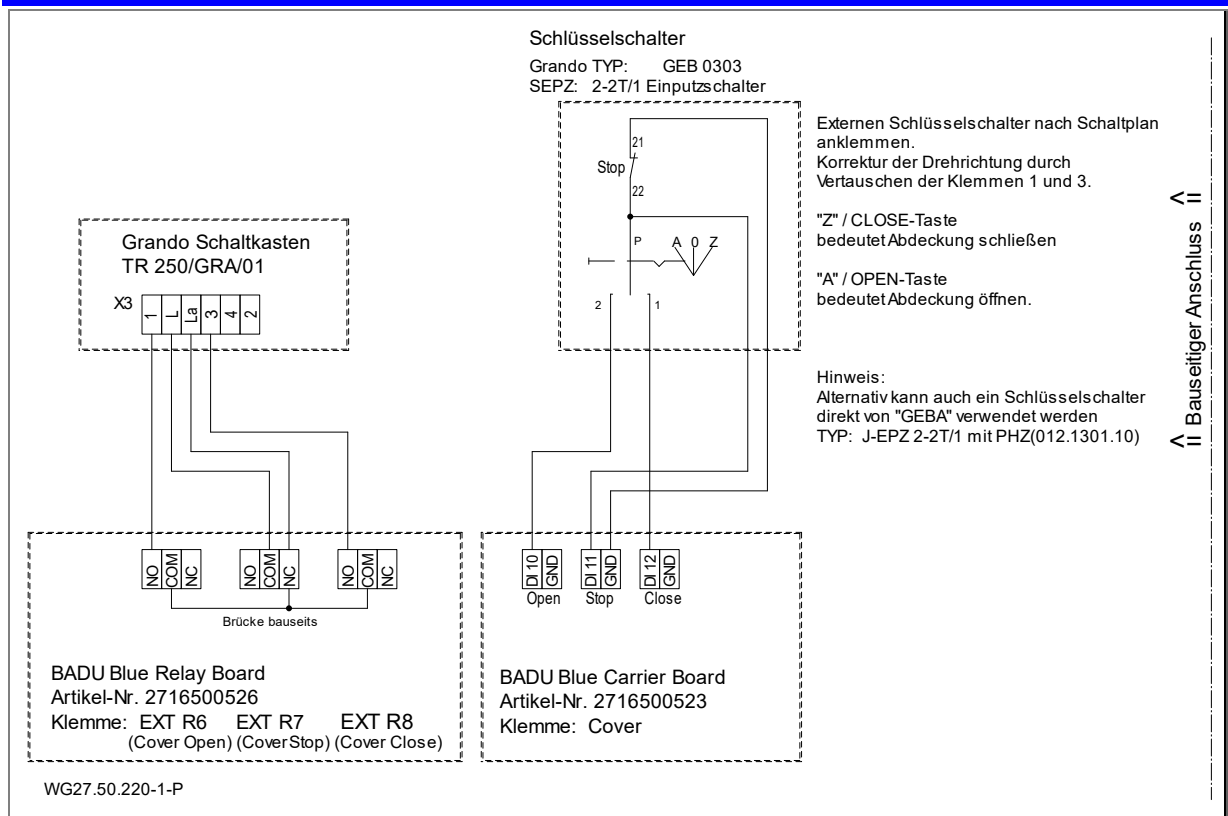 Schlüsselschalter
Grando TYP: GEB 0303
SEPZ: 2-2T/1 Einputzschalter
21
Stop
22
P
A 0 Z
2
1
Externen Schlüsselschalter nach Schaltplan
anklemmen.
Korrektur der Drehrichtung durch
Vertauschen der Klemmen 1 und 3.
"Z" / CLOSE-Taste
bedeutet Abdeckung schließen
"A" / OPEN-Taste
bedeutet Abdeckung öffnen.
Hinweis:
Alternativ kann auch ein Schlüsselschalter
direkt von "GEBA" verwendet werden
TYP: J-EPZ 2-2T/1 mit PHZ(012.1301.10)
<= Bauseitiger Anschluss <=
Grando Schaltkasten
TR 250/GRA/01
X3
1 L La 3 4 2
NO COM NC
NO COM NC
NO COM NC
Brücke bauseits
BADU Blue Relay Board
Artikel-Nr. 2716500526
Klemme: EXT R6 EXT R7 EXT R8
(Cover Open) (Cover Stop) (Cover Close)
DI 10 GND
DI 11 GND
DI 12 GND
Open Stop Close
BADU Blue Carrier Board
Artikel-Nr. 2716500523
Klemme: Cover
WG27.50.220-1-P